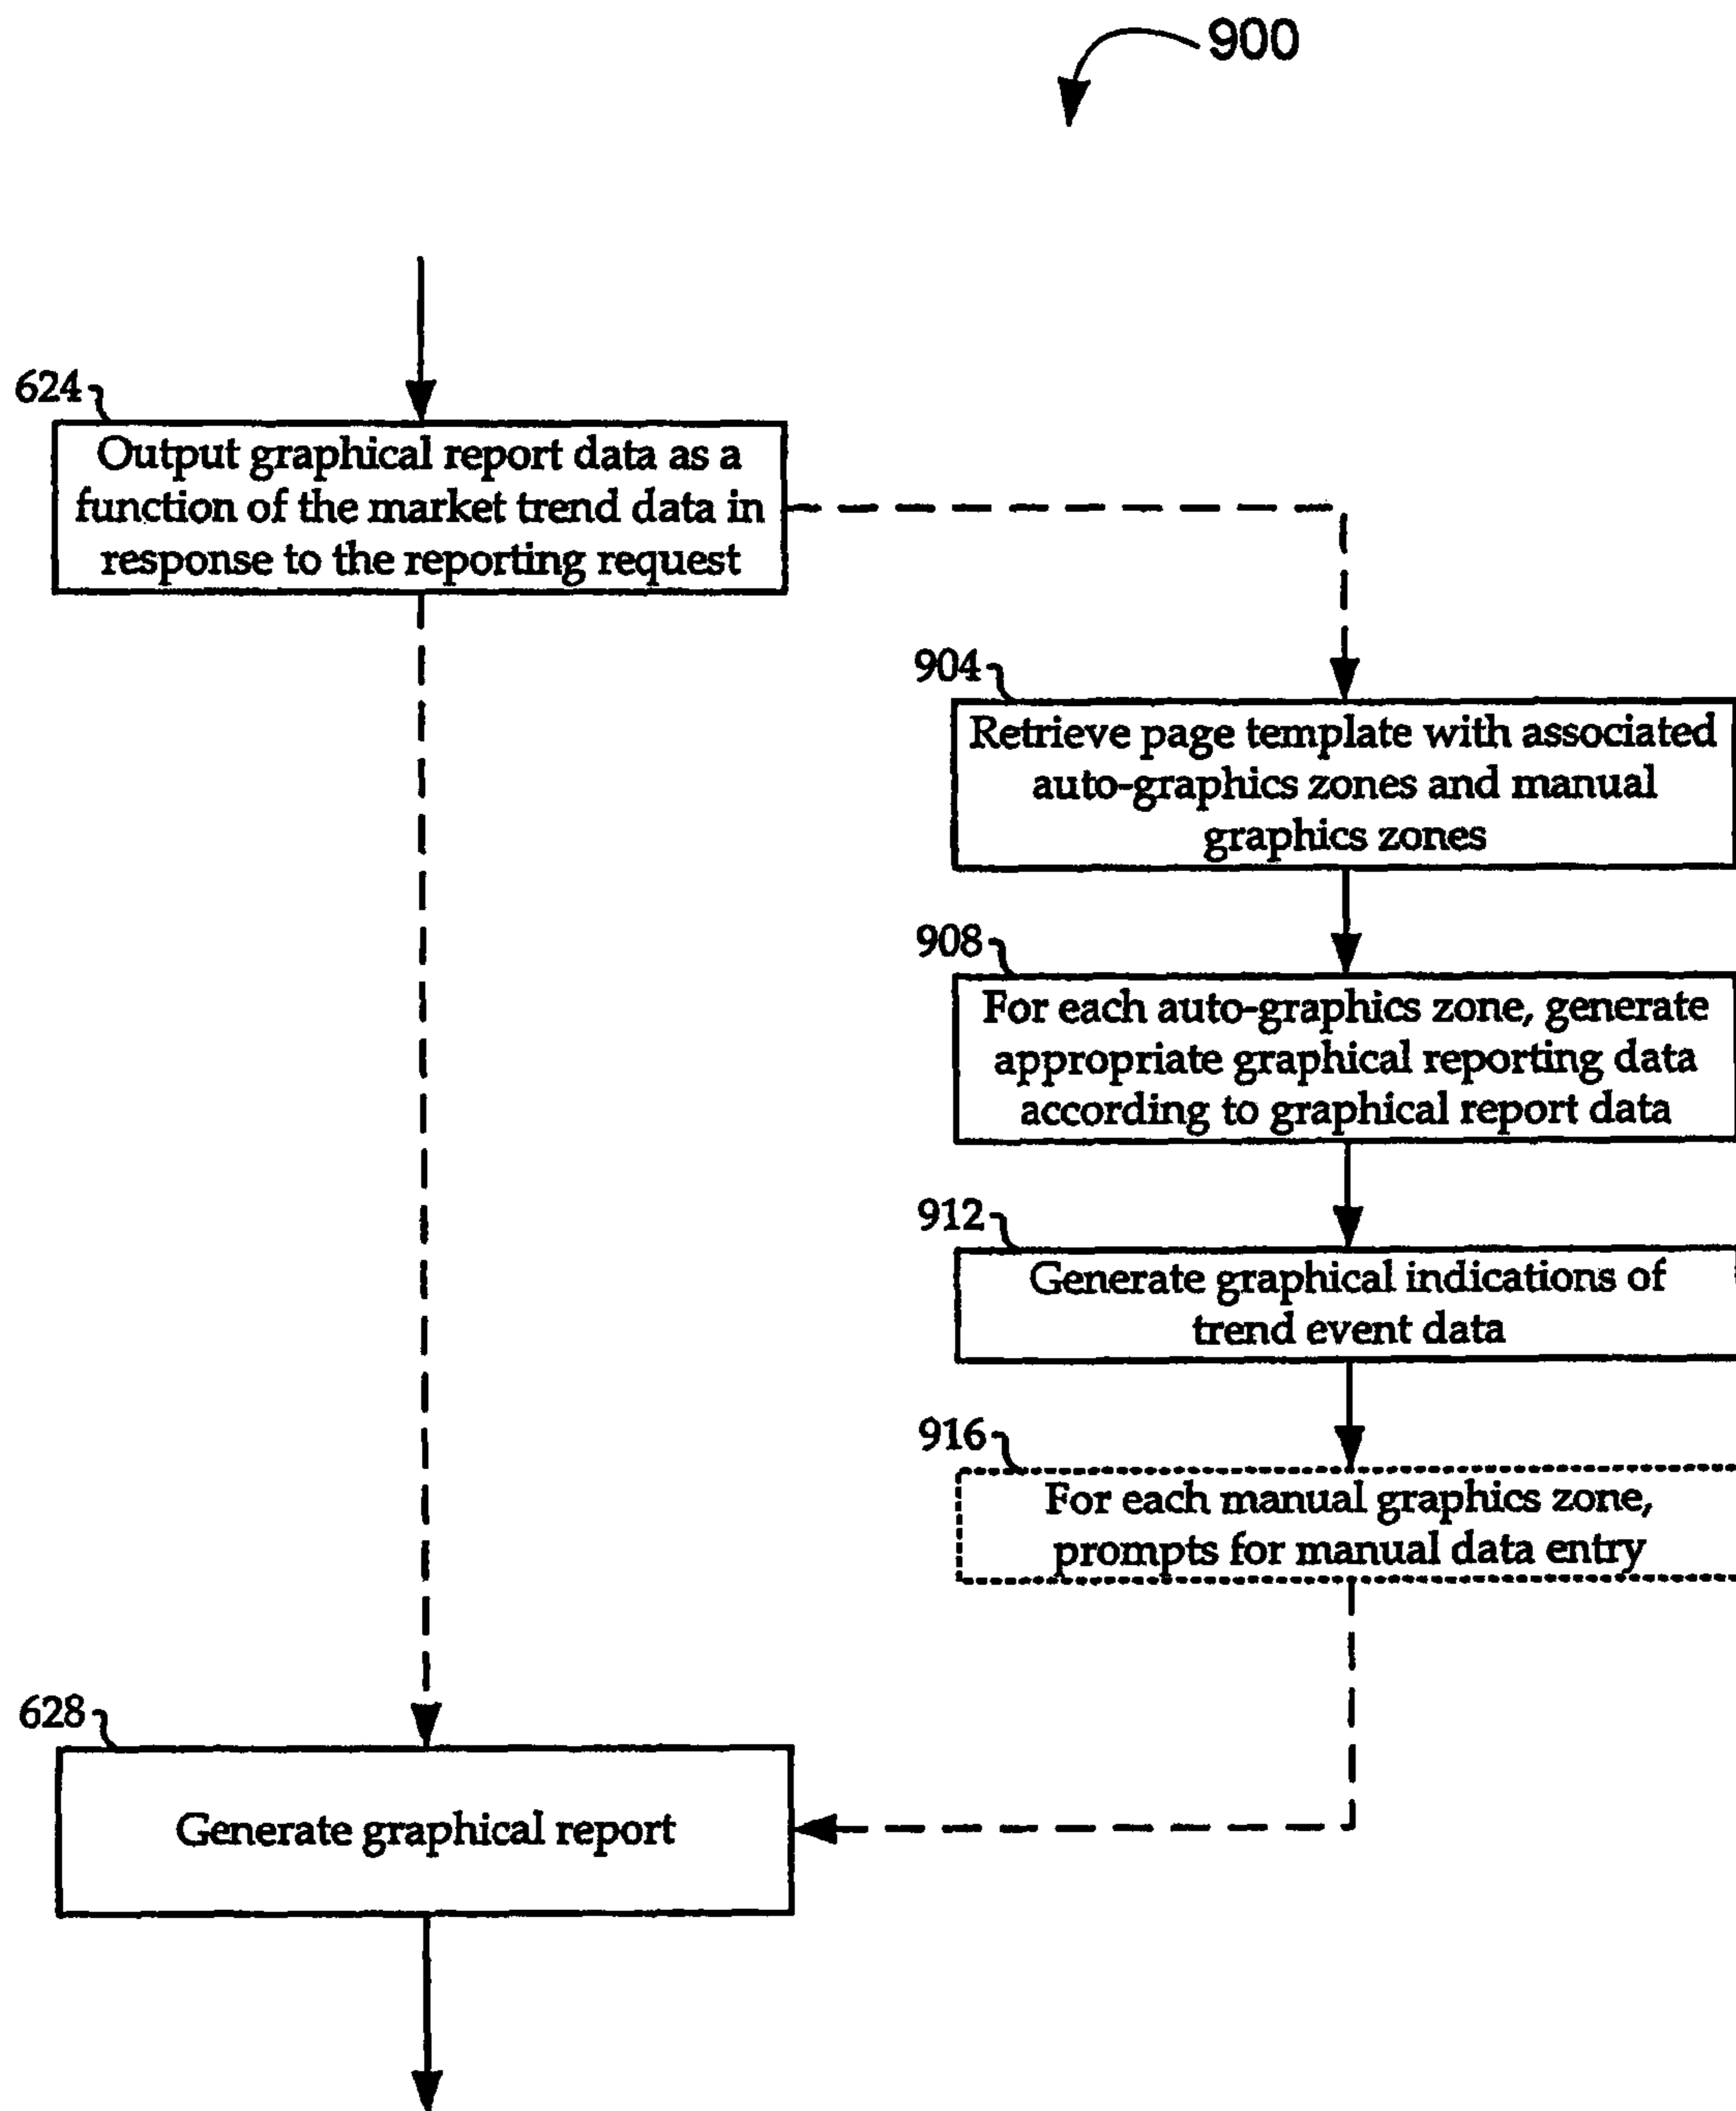 900
624
Output graphical report data as a
function of the market trend data in
response to the reporting request
904
Retrieve page template with associated
auto-graphics zones and manual
graphics zones
908
For each auto-graphics zone, generate
appropriate graphical reporting data
according to graphical report data
912
Generate graphical indications of
trend event data
916
For each manual graphics zone,
prompts for manual data entry
628
Generate graphical report